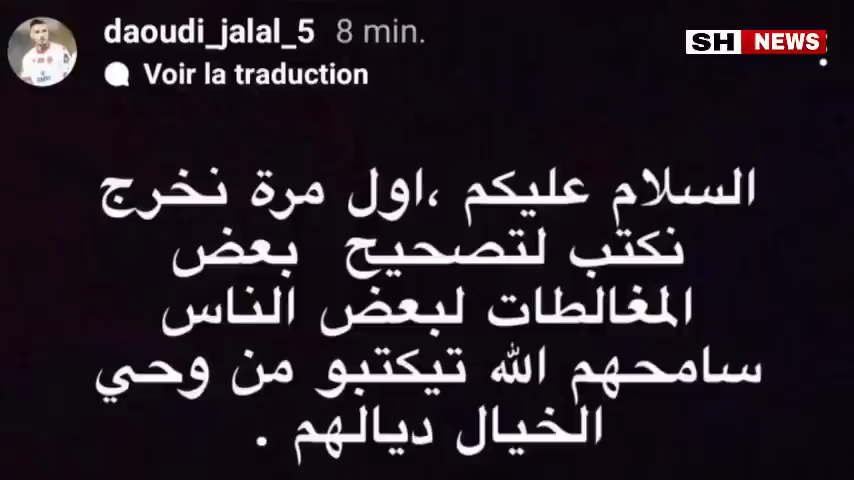 daoudi_jalal_5 8 min.
SH NEWS
Voir la traduction
السلام عليكم ،اول مرة نخرج
نكتب لتصحيح بعض
المغالطات لبعض الناس
سامحهم الله تيكتبو من وحي
الخيال ديالهم .